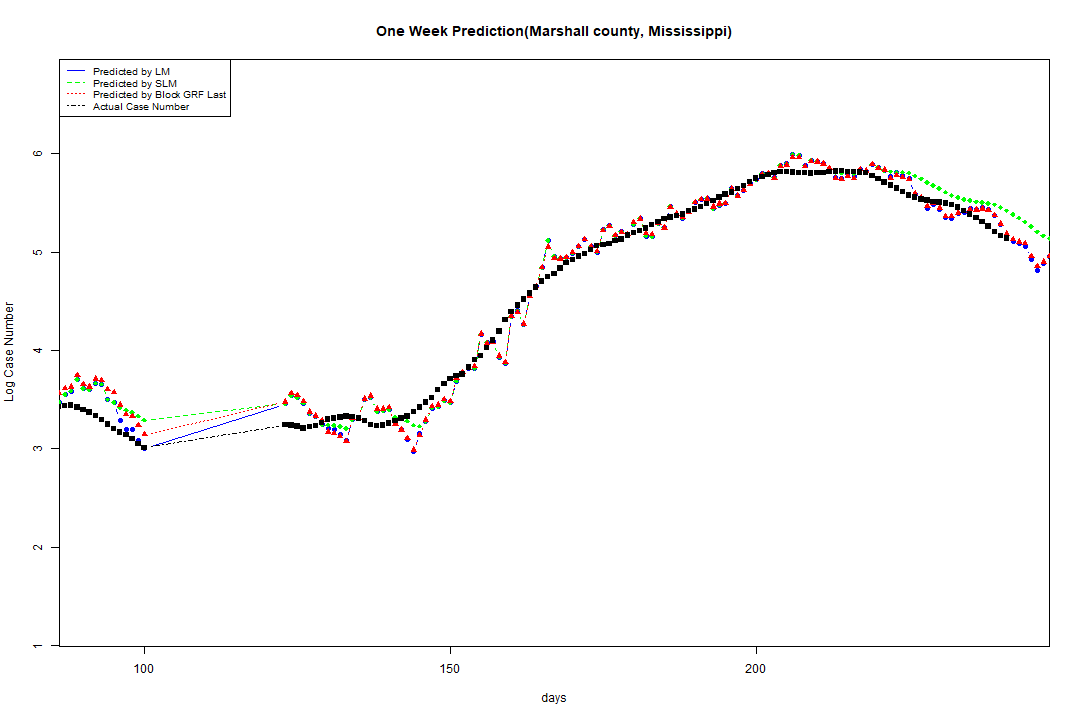 One Week Prediction(Marshall county, Mississippi)
Predicted by LM
Predicted by SLM
Predicted by Block GRF Last
Actual Case Number
6
5
4
3
2
1
Log Case Number
100 150 200
days